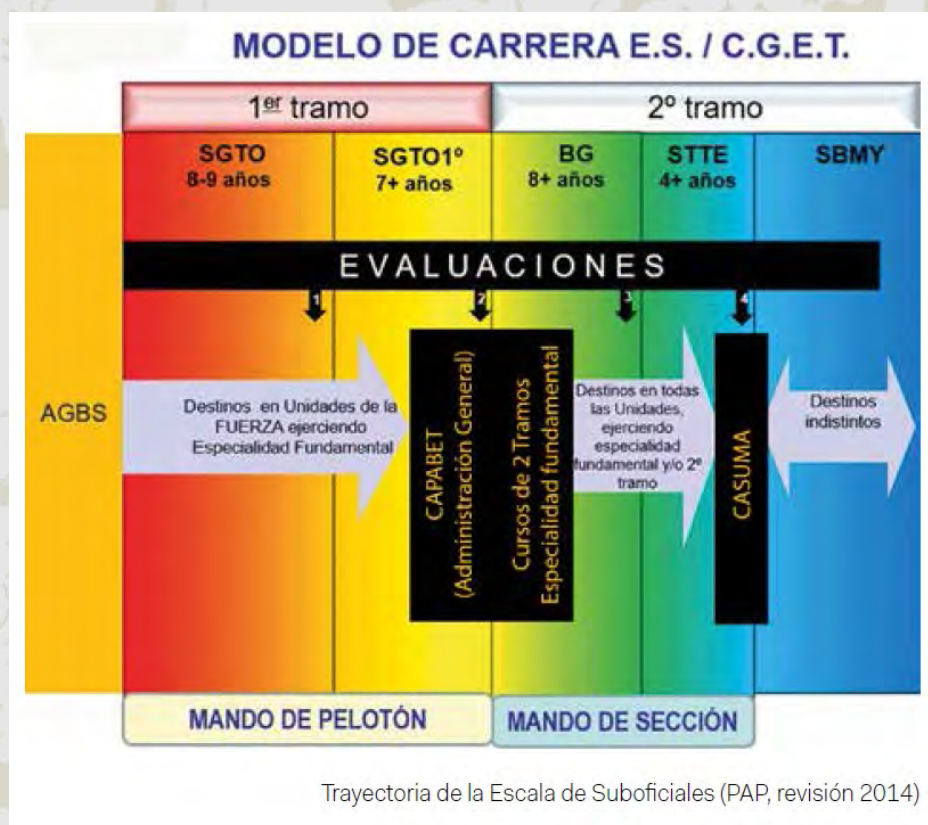 MODELO DE CARRERA E.S. / C.G.E.T.
1er tramo
2º tramo
SGTO
8-9 años
SGTO1º
7+ años
BG
8+ años
STTE
4+ años
SBMY
EVALUACIONES
1
2
3
4
AGBS
Destinos en Unidades de la
FUERZA ejerciendo
Especialidad Fundamental
CAPABET
(Administración General)
Cursos de 2 Tramos
Especialidad fundamental
Destinos en todas
las Unidades,
ejerciendo
especialidad
fundamental y/o 2º
tramo
CASUMA
Destinos
indistintos
MANDO DE PELOTÓN
MANDO DE SECCIÓN
Trayectoria de la Escala de Suboficiales (PAP, revisión 2014)